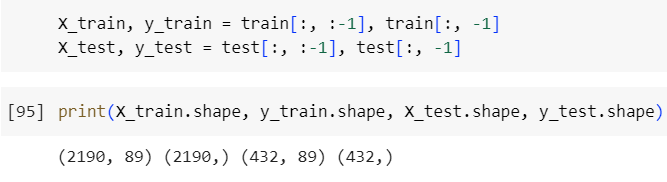 X_train, y_train = train[:, :-1], train[:, -1]
X_test, y_test = test[:, :-1], test[:, -1]
[95] print(X_train.shape, y_train.shape, X_test.shape, y_test.shape)
(2190, 89) (2190,) (432, 89) (432,)